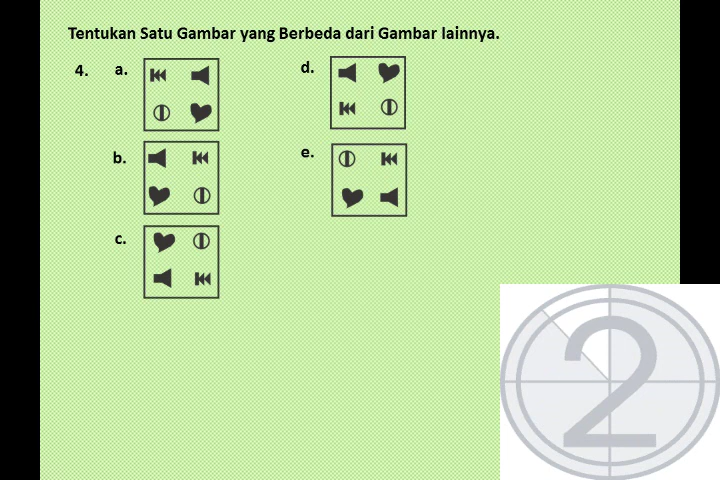 Tentukan Satu Gambar yang Berbeda dari Gambar lainnya.
4. a.
b.
c.
d.
e.
2